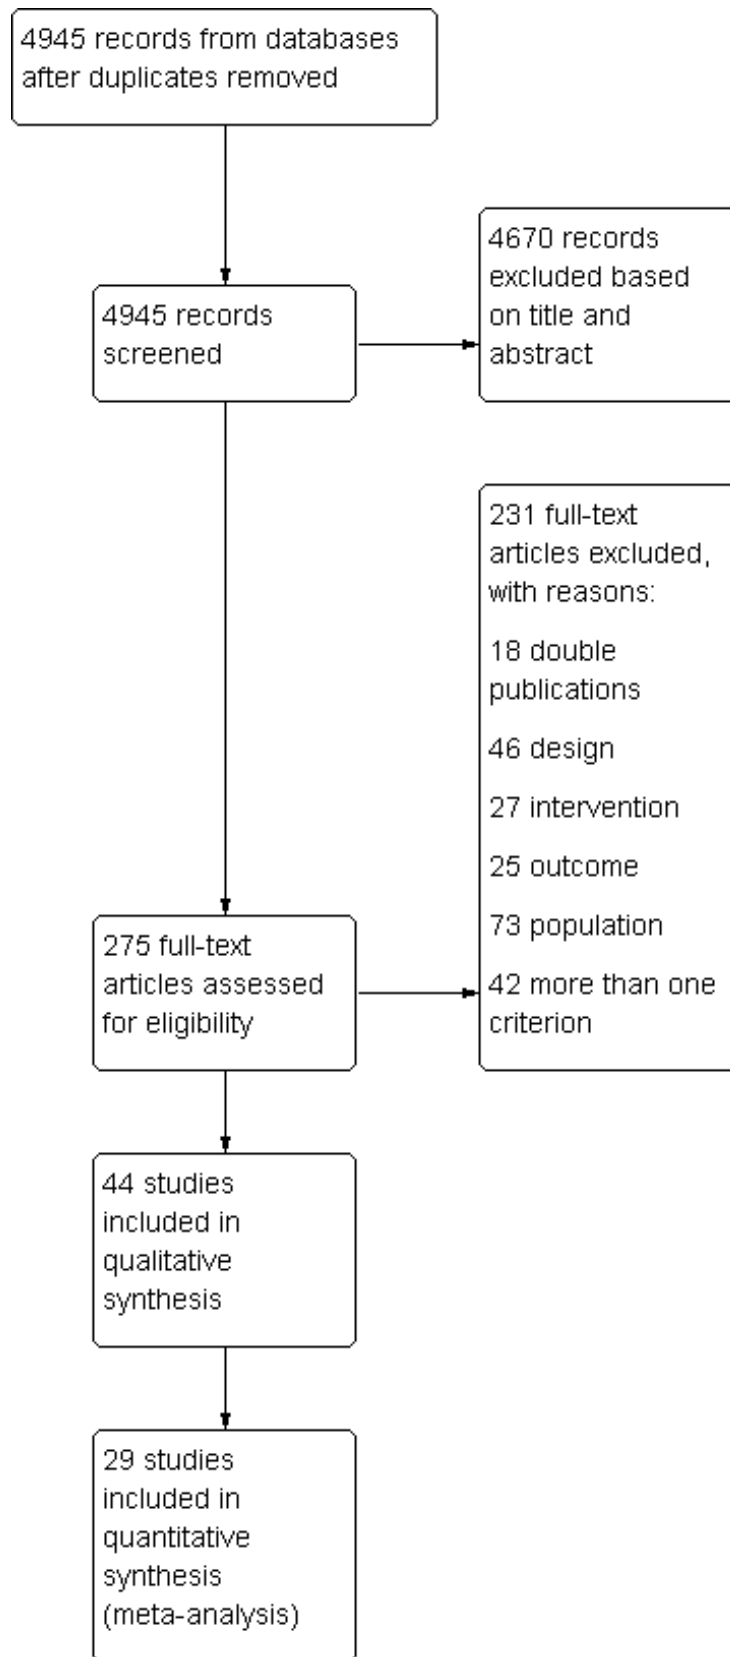 4945 records from databases
after duplicates removed
4670 records
excluded based
on title and
abstract
4945 records
screened
231 full-text
articles excluded,
with reasons:
18 double
publications
46 design
27 intervention
25 outcome
73 population
42 more than one
criterion
275 full-text
articles assessed
for eligibility
44 studies
included in
qualitative
synthesis
29 studies
included in
quantitative
synthesis
(meta-analysis)